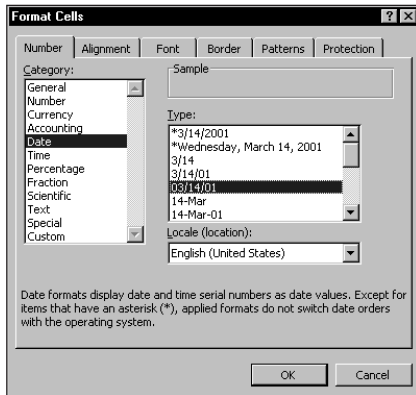 Format Cells
Number Alignment Font Border Patterns Protection
Category:
General
Number
Currency
Accounting
Date
Time
Percentage
Fraction
Scientific
Text
Special
Custom
Sample
Type:
*3/14/2001
*Wednesday, March 14, 2001
3/14
3/14/01
03/14/01
14-Mar
14-Mar-01
Locale (location):
English (United States)
Date formats display date and time serial numbers as date values. Except for
items that have an asterisk (*), applied formats do not switch date orders
with the operating system.
OK Cancel